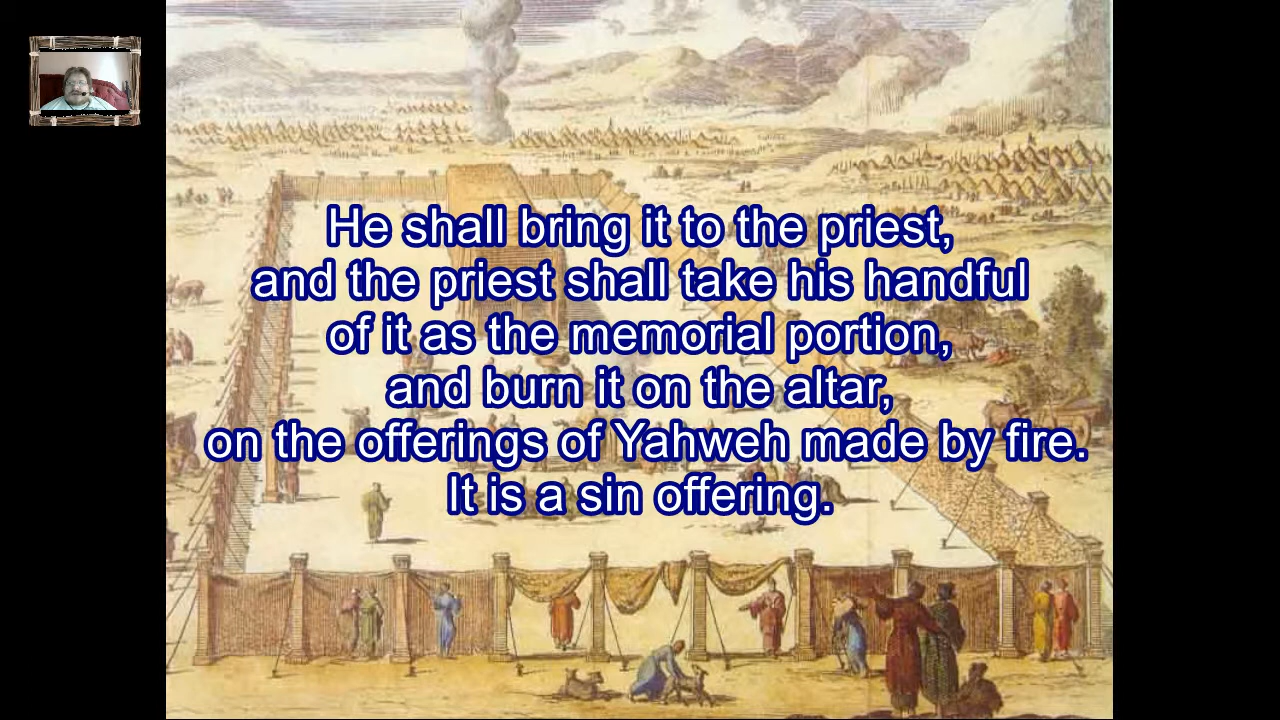 He shall bring it to the priest,
and the priest shall take his handful
of it as the memorial portion,
and burn it on the altar,
on the offerings of Yahweh made by fire.
It is a sin offering.